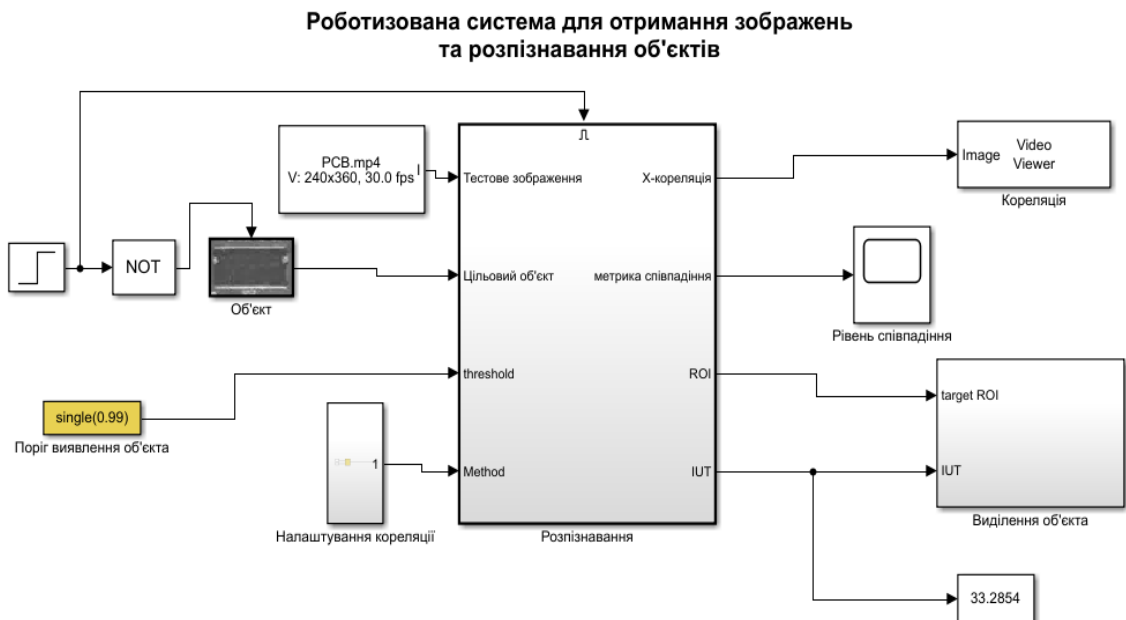 Роботизована система для отримання зображень
та розпізнавання об'єктів
PCB.mp4
V: 240x360, 30.0 fps
I
Тестове зображення
Х-кореляція
Image
Video
Viewer
Кореляція
NOT
Об'єкт
Цільовий об'єкт
метрика співпадіння
Рівень співпадіння
threshold
ROI
target ROI
single(0.99)
Поріг виявлення об'єкта
1
Налаштування кореляції
Method
IUT
IUT
Розпізнавання
Виділення об'єкта
33.2854